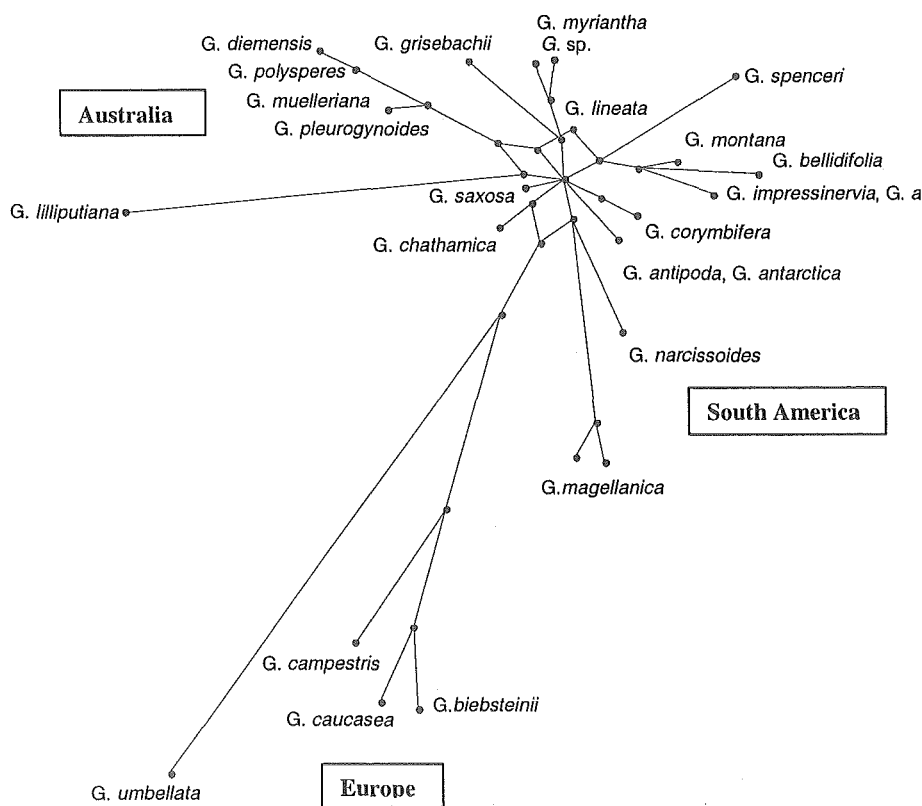 G. myriantha
G. diemensis
G. grisebachii
G. sp.
G. polysperes
G. spenceri
Australia
G. muelleriana
G. lineata
G. pleurogynoides
G. montana
G. bellidifolia
G. saxosa
G. impressinervia, G. a
G. lilliputiana
G. chathamica
G. corymbifera
G. antipoda, G. antarctica
G. narcissoides
South America
G.magellanica
G. campestris
G. caucasea
G.biebsteinii
G. umbellata
Europe